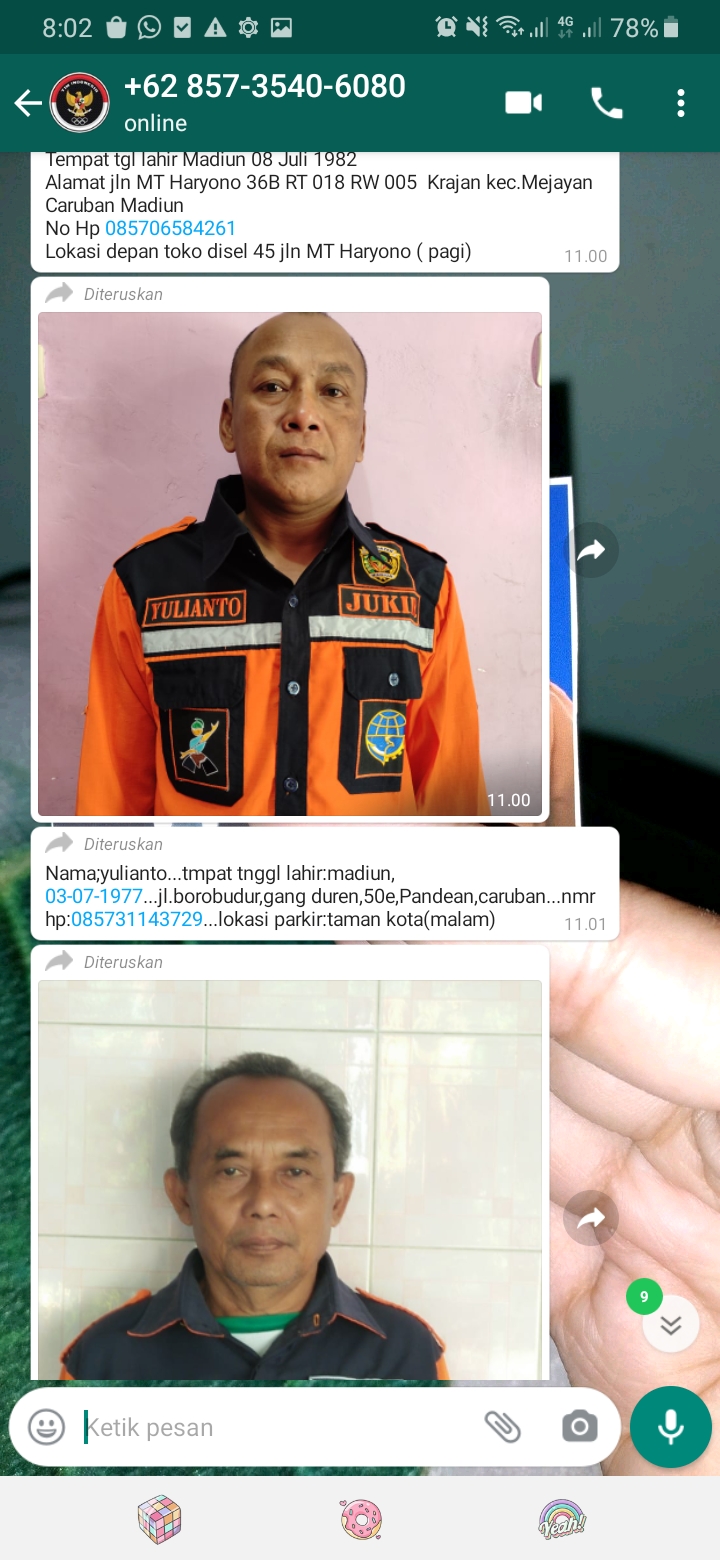 8:02
4G
78%
+62 857-3540-6080
online
Tempat tgl lahir Madiun 08 Juli 1982
Alamat jln MT Haryono 36B RT 018 RW 005 Krajan kec.Mejayan
Caruban Madiun
No Hp 085706584261
Lokasi depan toko disel 45 jln MT Haryono ( pagi)
11.00
Diteruskan
YULIANTO
11.00
Diteruskan
Nama;yulianto...tmpat tnggl lahir:madiun,
03-07-1977...jl.borobudur,gang duren,50e,Pandean,caruban...nmr
hp:085731143729...lokasi parkir:taman kota(malam)
11.01
Diteruskan
9
Ketik pesan
Yeah!